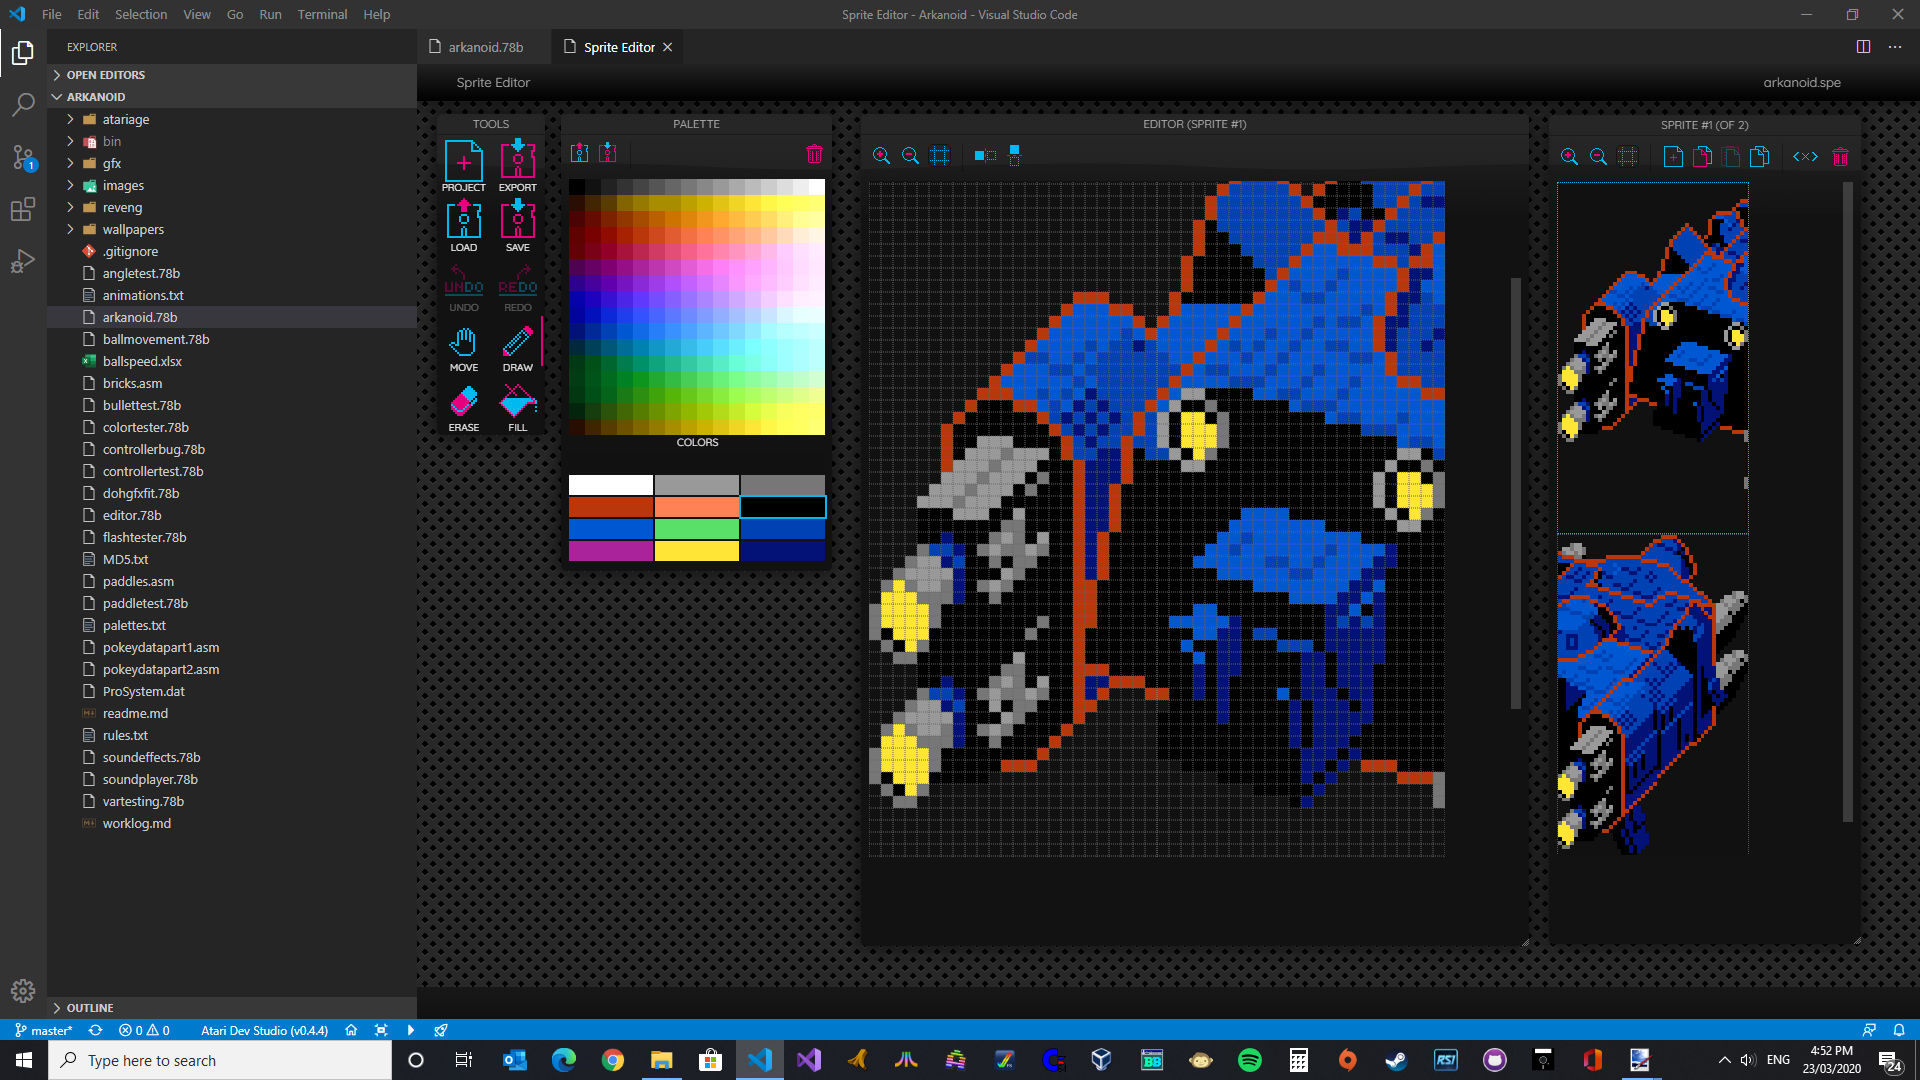 File Edit Selection View Go Run Terminal Help
Sprite Editor - Arkanoid - Visual Studio Code
EXPLORER
OPEN EDITORS
ARKANOID
atariage
bin
gfx
images
reveng
wallpapers
.gitignore
angletest.78b
animations.txt
arkanoid.78b
ballmovement.78b
ballspeed.xlsx
bricks.asm
bullettest.78b
colortester.78b
controllerbug.78b
controllertest.78b
dohgfxfit.78b
editor.78b
flashtester.78b
MD5.txt
paddles.asm
paddletest.78b
palettes.txt
pokeydatapart1.asm
pokeydatapart2.asm
ProSystem.dat
readme.md
rules.txt
soundeffects.78b
soundplayer.78b
vartesting.78b
worklog.md
OUTLINE
1
arkanoid.78b
Sprite Editor
Sprite Editor
arkanoid.spe
TOOLS
PROJECT EXPORT
LOAD SAVE
UNDO REDO
UNDO REDO
MOVE DRAW
ERASE FILL
PALETTE
COLORS
EDITOR (SPRITE #1)
SPRITE #1 (OF 2)
master* 0 0 Atari Dev Studio (v0.4.4)
Type here to search
BB
RSI
ENG
4:52 PM
23/03/2020
24